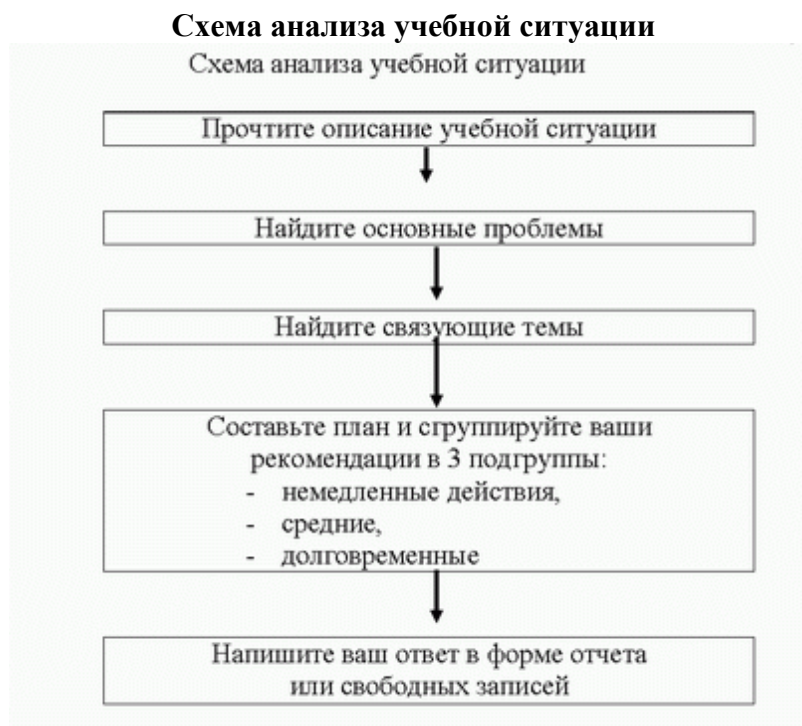 Схема анализа учебной ситуации
Схема анализа учебной ситуации
Прочтите описание учебной ситуации
Найдите основные проблемы
Найдите связующие темы
Составьте план и сгруппируйте ваши
рекомендации в 3 подгруппы:
- немедленные действия,
- средние,
- долговременные
Напишите ваш ответ в форме отчета
или свободных записей